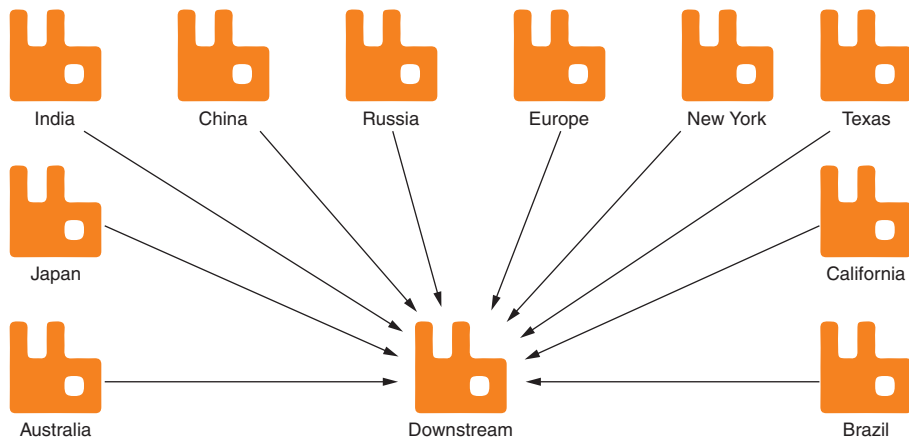 India
China
Russia
Europe
New York
Texas
Japan
California
Australia
Downstream
Brazil